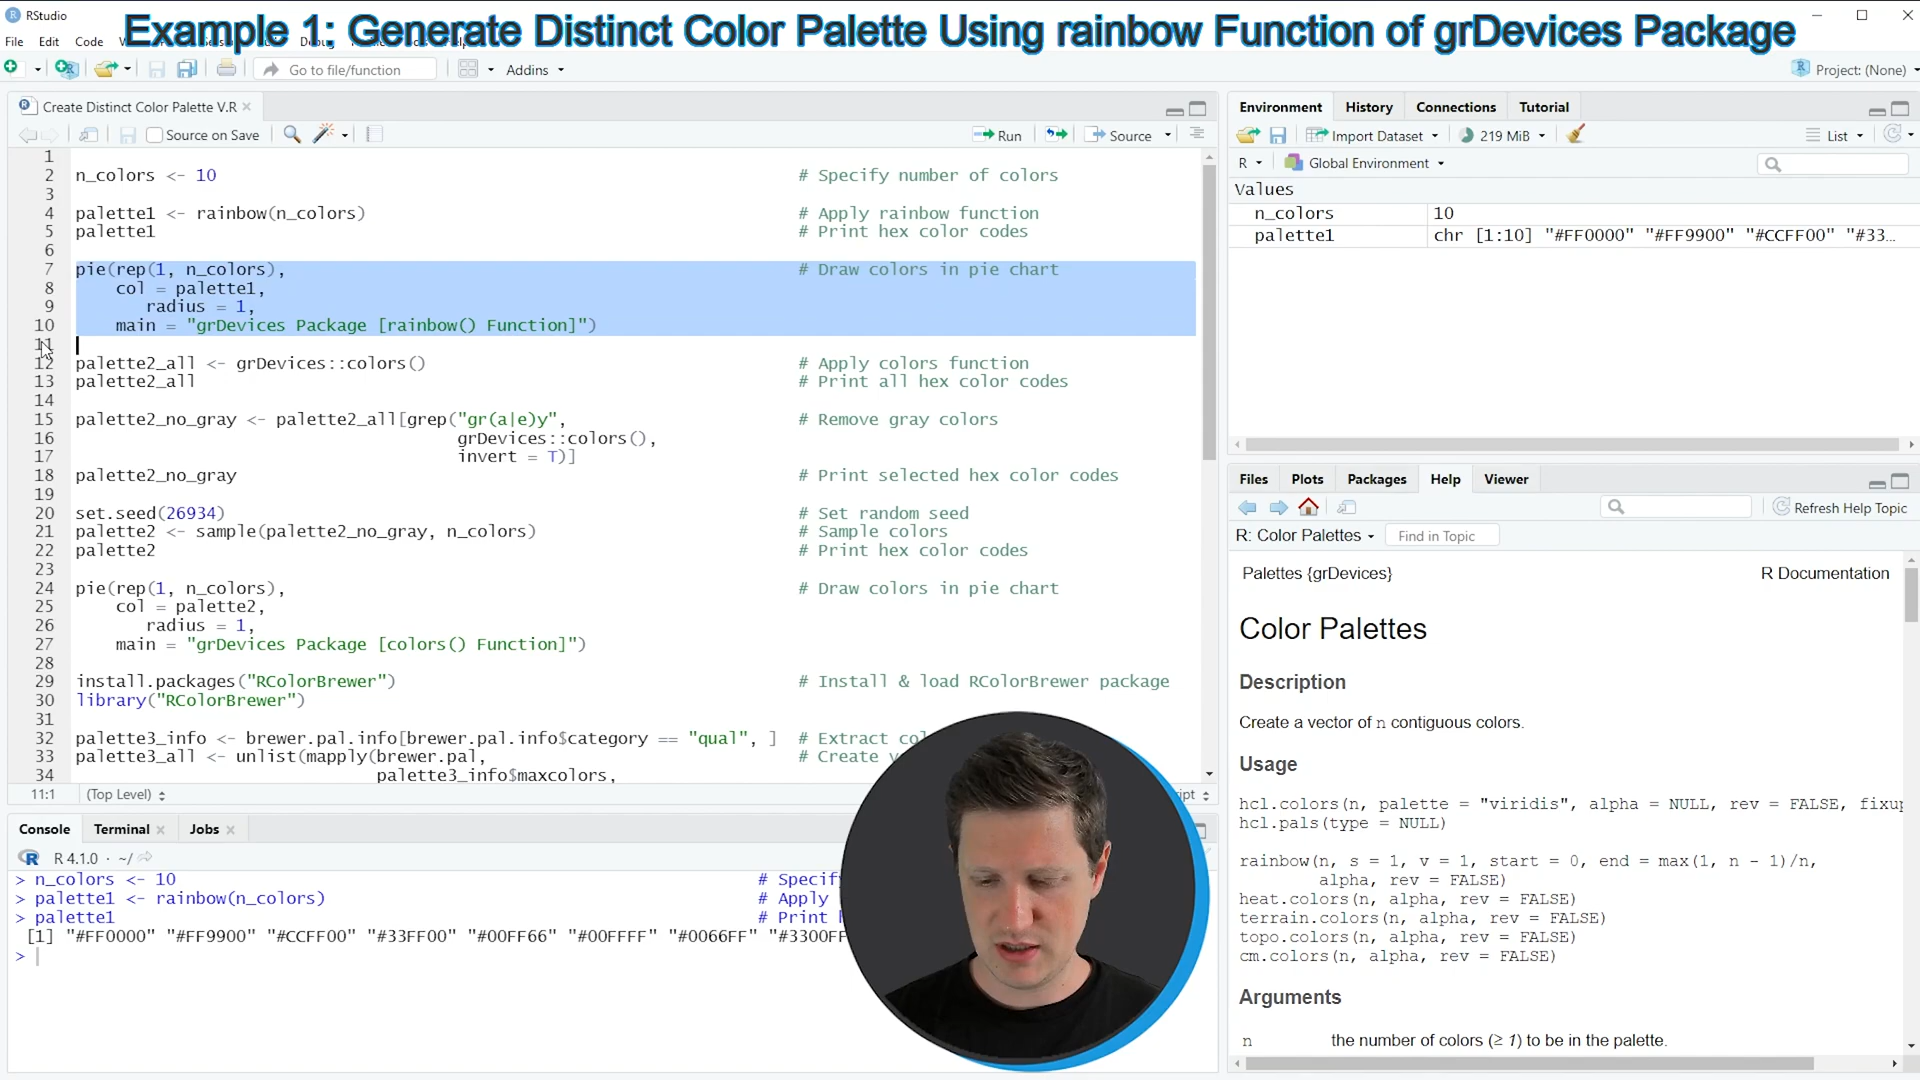 RStudio
Example 1: Generate Distinct Color Palette Using rainbow Function of grDevices Package
File Edit Code
Go to file/function Addins Project: (None)
Create Distinct Color Palette V.R
Source on Save Run Source
1
2 n_colors <- 10 # Specify number of colors
3
4 palette1 <- rainbow(n_colors) # Apply rainbow function
5 palette1 # Print hex color codes
6
7 pie(rep(1, n_colors), # Draw colors in pie chart
8 col = palette1,
9 radius = 1,
10 main = "grDevices Package [rainbow() Function]")
11
12 palette2_all <- grDevices::colors() # Apply colors function
13 palette2_all # Print all hex color codes
14
15 palette2_no_gray <- palette2_all[grep("gr(a|e)y", # Remove gray colors
16 grDevices::colors(),
17 invert = T)]
18 palette2_no_gray # Print selected hex color codes
19
20 set.seed(26934) # Set random seed
21 palette2 <- sample(palette2_no_gray, n_colors) # Sample colors
22 palette2 # Print hex color codes
23
24 pie(rep(1, n_colors), # Draw colors in pie chart
25 col = palette2,
26 radius = 1,
27 main = "grDevices Package [colors() Function]")
28
29 install.packages("RColorBrewer") # Install & load RColorBrewer package
30 library("RColorBrewer")
31
32 palette3_info <- brewer.pal.info[brewer.pal.info$category == "qual", ] # Extract co
33 palette3_all <- unlist(mapply(brewer.pal, # Create v
34 palette3_info$maxcolors,
11:1 (Top Level) ipt
Console Terminal Jobs
R 4.1.0 · ~/
> n_colors <- 10 # Specify
> palette1 <- rainbow(n_colors) # Apply
> palette1 # Print h
[1] "#FF0000" "#FF9900" "#CCFF00" "#33FF00" "#00FF66" "#00FFFF" "#0066FF" "#3300FF
>
Environment History Connections Tutorial
Import Dataset 219 MiB List
R Global Environment
Values
n_colors 10
palette1 chr [1:10] "#FF0000" "#FF9900" "#CCFF00" "#33...
Files Plots Packages Help Viewer
Refresh Help Topic
R: Color Palettes Find in Topic
Palettes {grDevices} R Documentation
Color Palettes
Description
Create a vector of n contiguous colors.
Usage
hcl.colors(n, palette = "viridis", alpha = NULL, rev = FALSE, fixup
hcl.pals(type = NULL)
rainbow(n, s = 1, v = 1, start = 0, end = max(1, n - 1)/n,
alpha, rev = FALSE)
heat.colors(n, alpha, rev = FALSE)
terrain.colors(n, alpha, rev = FALSE)
topo.colors(n, alpha, rev = FALSE)
cm.colors(n, alpha, rev = FALSE)
Arguments
n the number of colors (≥ 1) to be in the palette.